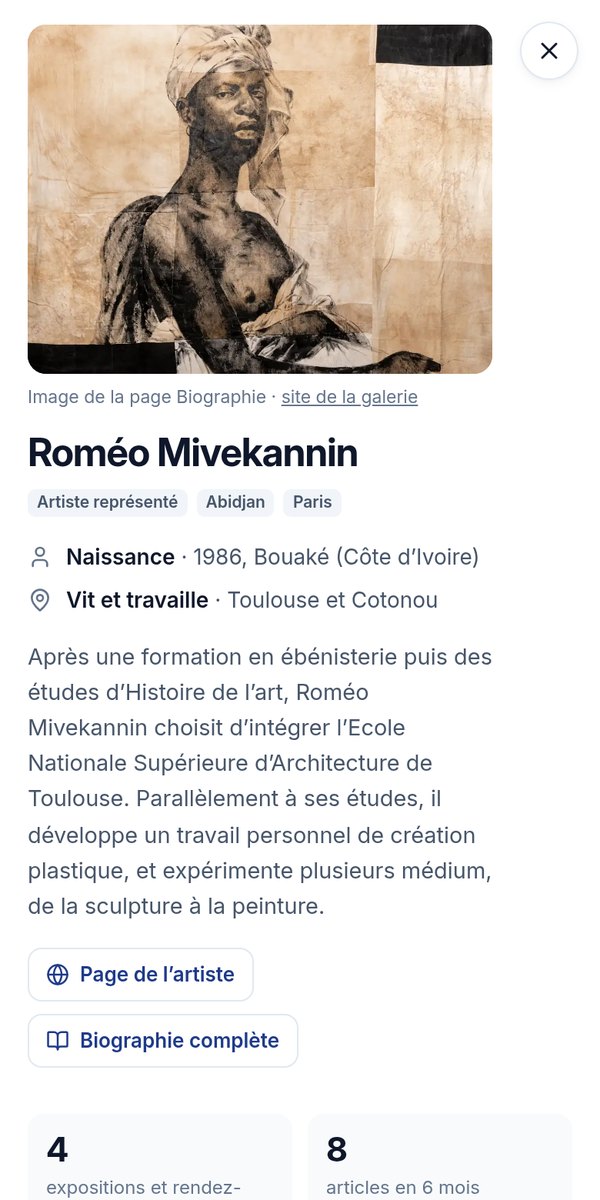 Image de la page Biographie · site de la galerie
Roméo Mivekannin
Artiste représenté Abidjan Paris
Naissance · 1986, Bouaké (Côte d’Ivoire)
Vit et travaille · Toulouse et Cotonou
Après une formation en ébénisterie puis des
études d’Histoire de l’art, Roméo
Mivekannin choisit d’intégrer l’Ecole
Nationale Supérieure d’Architecture de
Toulouse. Parallèlement à ses études, il
développe un travail personnel de création
plastique, et expérimente plusieurs médium,
de la sculpture à la peinture.
Page de l’artiste
Biographie complète
4
expositions et rendez-
8
articles en 6 mois